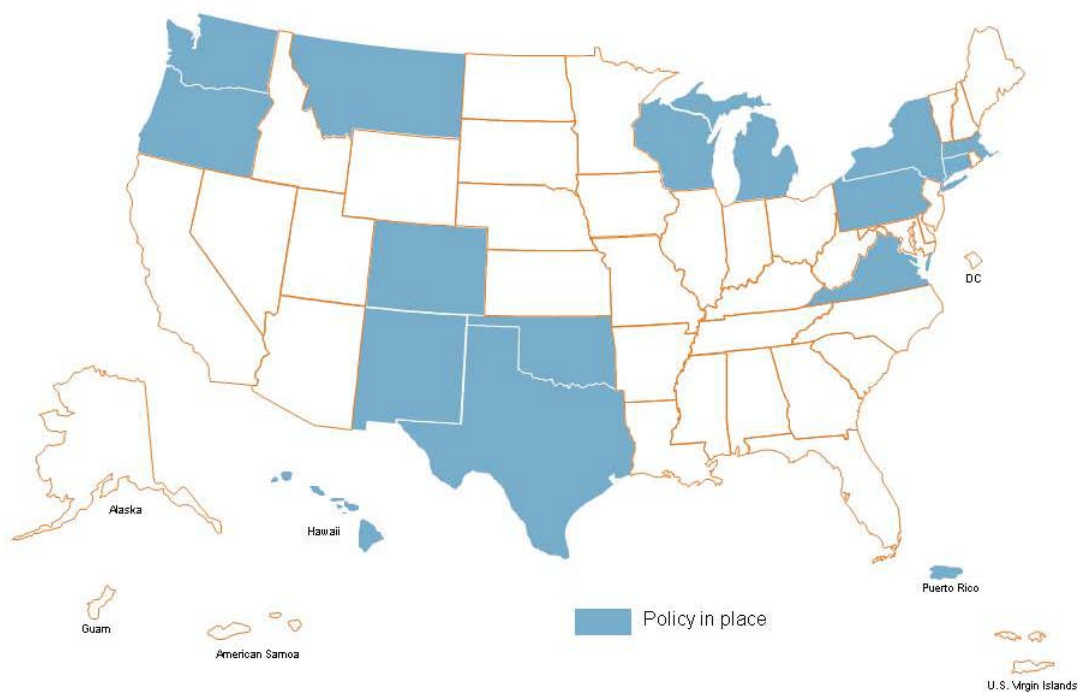 DC
Alaska
Hawaii
Puerto Rico
Policy in place
Guam
American Samoa
U.S. Virgin Islands